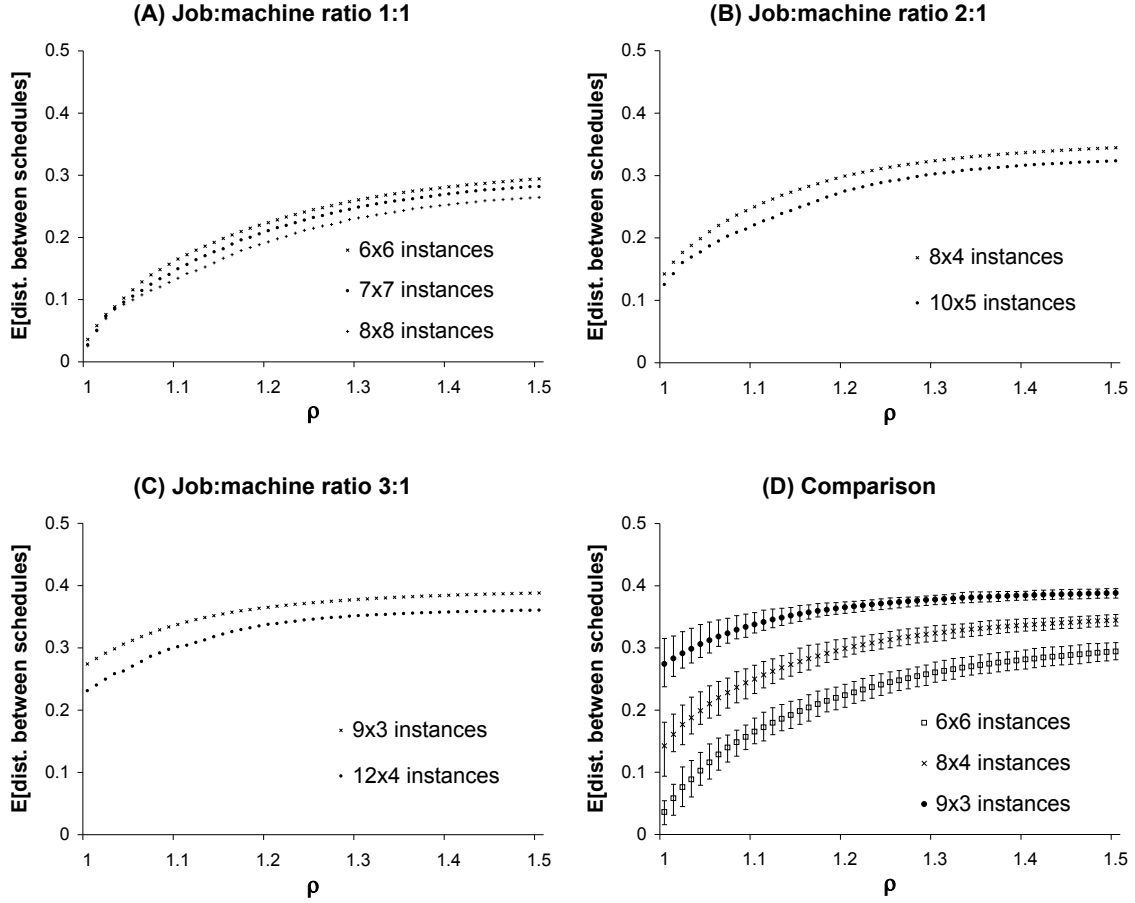 (A) Job:machine ratio 1:1
E[dist. between schedules]
0.5
0.4
0.3
0.2
0.1
0
6x6 instances
7x7 instances
8x8 instances
1 1.1 1.2 1.3 1.4 1.5
ρ
(B) Job:machine ratio 2:1
E[dist. between schedules]
0.5
0.4
0.3
0.2
0.1
0
8x4 instances
10x5 instances
1 1.1 1.2 1.3 1.4 1.5
ρ
(C) Job:machine ratio 3:1
E[dist. between schedules]
0.5
0.4
0.3
0.2
0.1
0
9x3 instances
12x4 instances
1 1.1 1.2 1.3 1.4 1.5
ρ
(D) Comparison
E[dist. between schedules]
0.5
0.4
0.3
0.2
0.1
0
6x6 instances
8x4 instances
9x3 instances
1 1.1 1.2 1.3 1.4 1.5
ρ